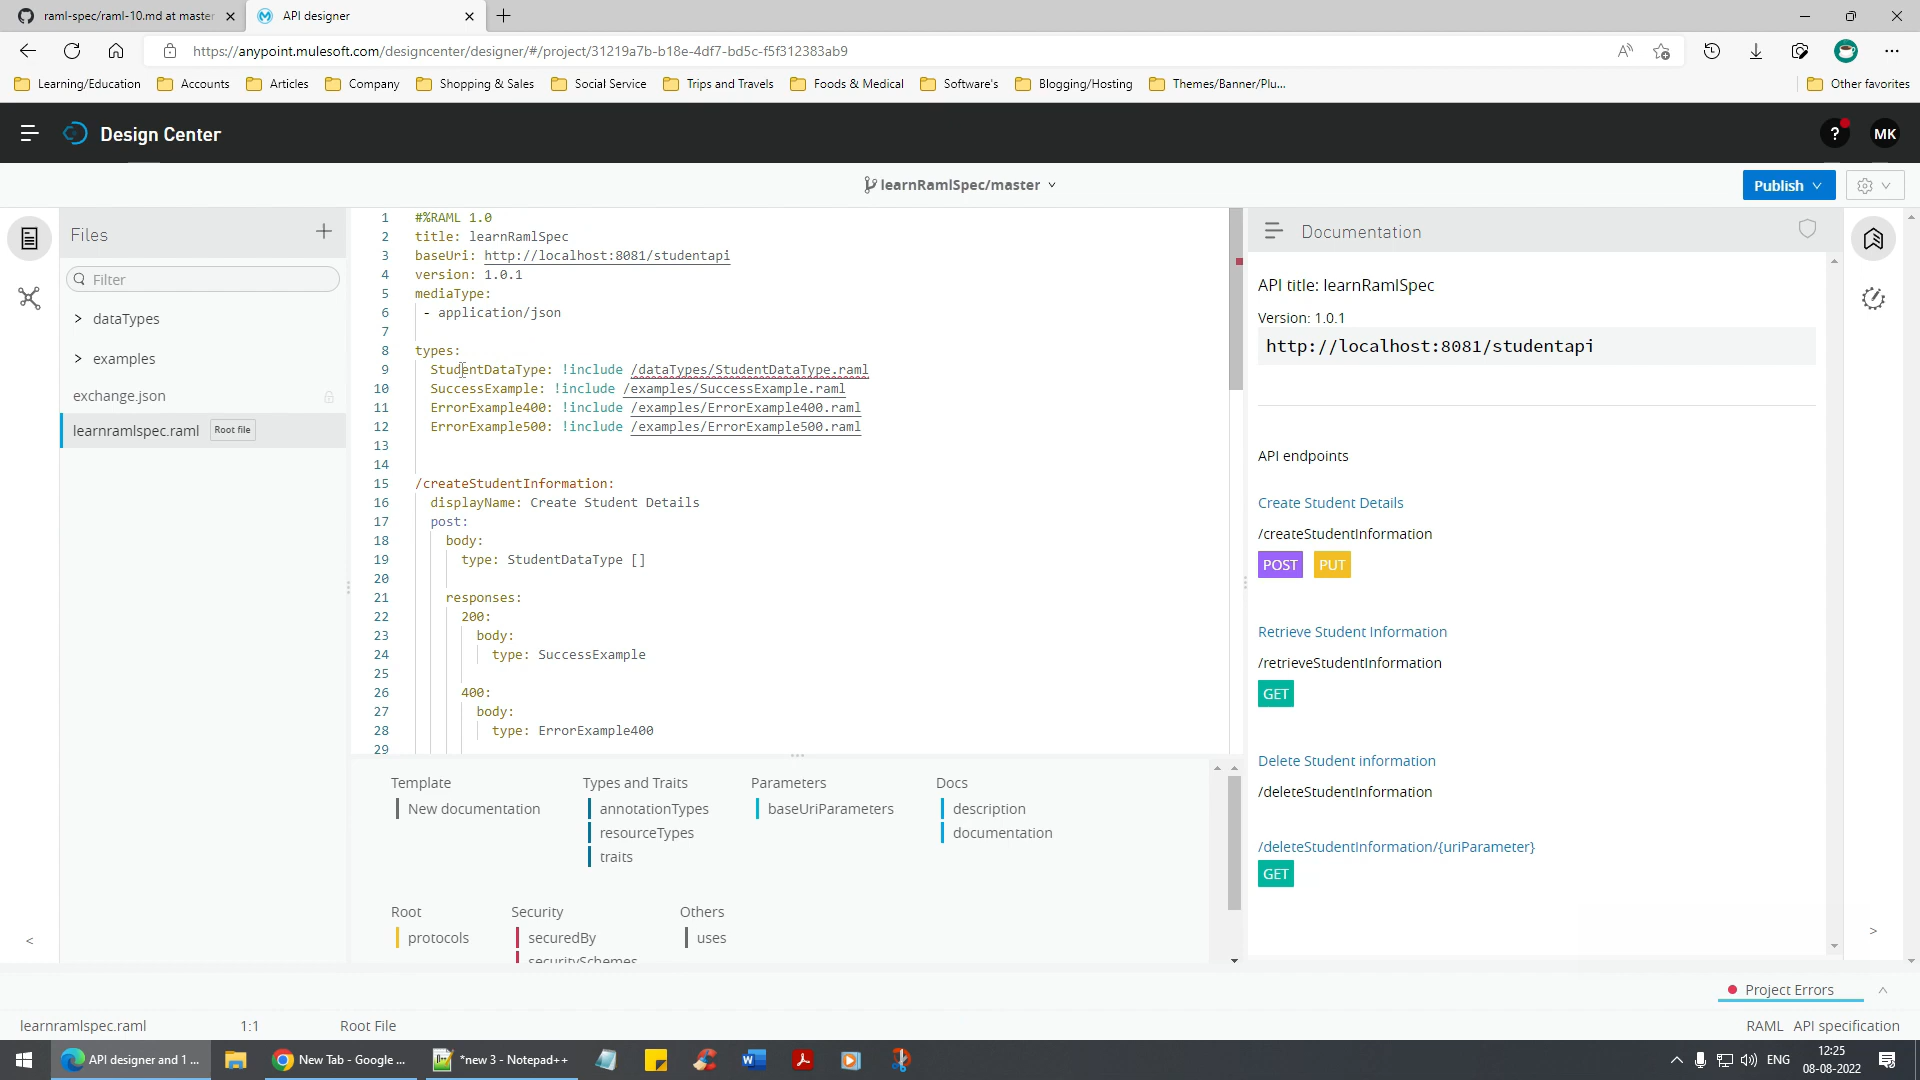 raml-spec/raml-10.md at master
API designer
https://anypoint.mulesoft.com/designcenter/designer/#/project/31219a7b-b18e-4df7-bd5c-f5f312383ab9
Learning/Education Accounts Articles Company Shopping & Sales Social Service Trips and Travels Foods & Medical Software's Blogging/Hosting Themes/Banner/Plu... Other favorites
Design Center
? MK
learnRamlSpec/master
Publish
Files
Filter
dataTypes
examples
exchange.json
learnramlspec.raml Root file
1 #%RAML 1.0
2 title: learnRamlSpec
3 baseUri: http://localhost:8081/studentapi
4 version: 1.0.1
5 mediaType:
6 - application/json
7
8 types:
9 StudentDataType: !include /dataTypes/StudentDataType.raml
10 SuccessExample: !include /examples/SuccessExample.raml
11 ErrorExample400: !include /examples/ErrorExample400.raml
12 ErrorExample500: !include /examples/ErrorExample500.raml
13
14
15 /createStudentInformation:
16 displayName: Create Student Details
17 post:
18 body:
19 type: StudentDataType []
20
21 responses:
22 200:
23 body:
24 type: SuccessExample
25
26 400:
27 body:
28 type: ErrorExample400
29
Template
New documentation
Types and Traits
annotationTypes
resourceTypes
traits
Parameters
baseUriParameters
Docs
description
documentation
Root
protocols
Security
securedBy
securitySchemes
Others
uses
Documentation
API title: learnRamlSpec
Version: 1.0.1
http://localhost:8081/studentapi
API endpoints
Create Student Details
/createStudentInformation
POST PUT
Retrieve Student Information
/retrieveStudentInformation
GET
Delete Student information
/deleteStudentInformation
/deleteStudentInformation/{uriParameter}
GET
Project Errors
learnramlspec.raml 1:1 Root File RAML API specification
API designer and 1 ... New Tab - Google ... *new 3 - Notepad++ ENG 12:25
08-08-2022